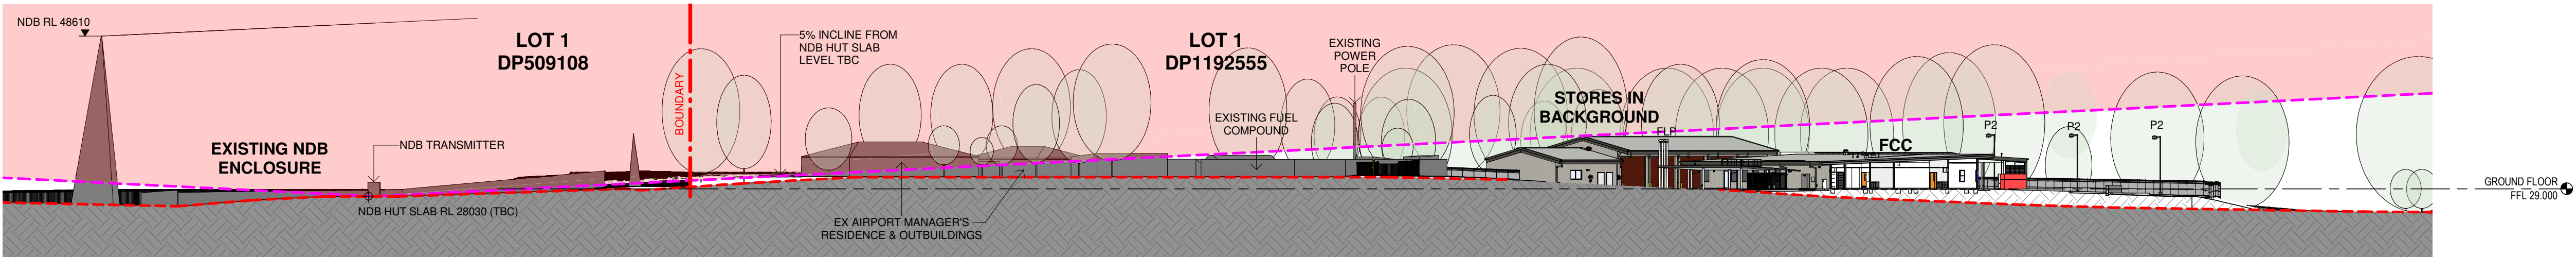 NDB RL 48610
LOT 1
DP509108
BOUNDARY
5% INCLINE FROM
NDB HUT SLAB
LEVEL TBC
LOT 1
DP1192555
EXISTING
POWER
POLE
EXISTING FUEL
COMPOUND
STORES IN
BACKGROUND
FLP
FCC
P2
P2
P2
EXISTING NDB
ENCLOSURE
NDB TRANSMITTER
NDB HUT SLAB RL 28030 (TBC)
EX AIRPORT MANAGER'S
RESIDENCE & OUTBUILDINGS
GROUND FLOOR
FFL 29.000